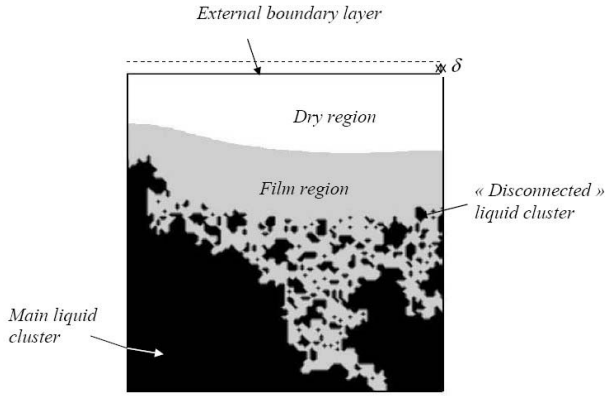 External boundary layer
δ
Dry region
Film region
« Disconnected »
liquid cluster
Main liquid
cluster